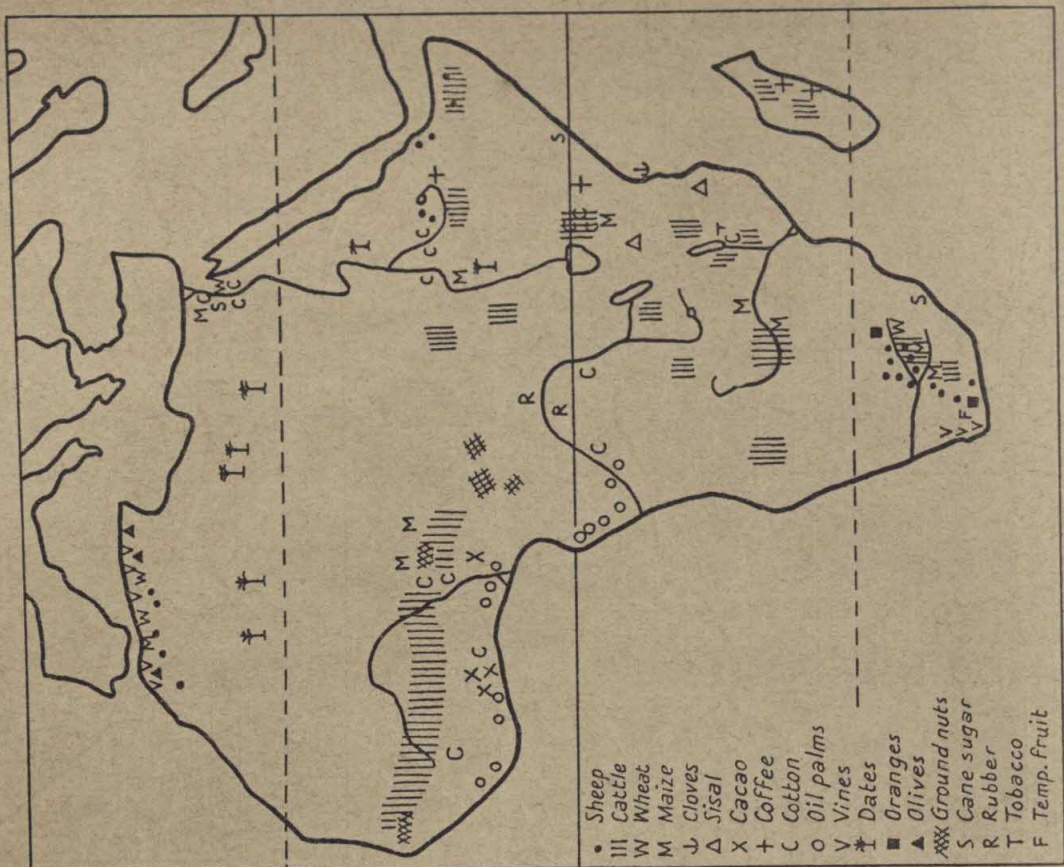 V M W W V W V V
M C
S W
C C
C C C
C
M
M M
C
C
C
C
X
X X X
R
R
C
C
S
M
C T
M
M
S
W
M
M
V F
V
• Sheep
||| Cattle
W Wheat
M Maize
Cloves
△ Sisal
X Cacao
+ Coffee
C Cotton
O Oil palms
V Vines
Dates
■ Oranges
▲ Olives
Ground nuts
S Cane sugar
R Rubber
T Tobacco
F Temp. fruit